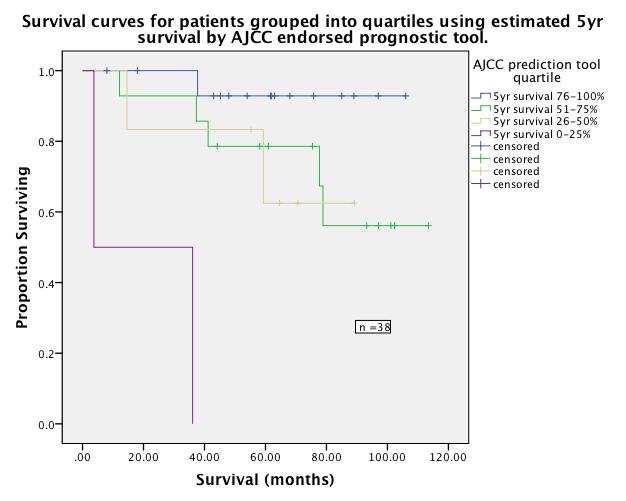 Survival curves for patients grouped into quartiles using estimated 5yr
survival by AJCC endorsed prognostic tool.
AJCC prediction tool
quartile
5yr survival 76-100%
5yr survival 51-75%
5yr survival 26-50%
5yr survival 0-25%
censored
censored
censored
censored
Proportion Surviving
1.0
0.8
0.6
0.4
0.2
0.0
n =38
.00 20.00 40.00 60.00 80.00 100.00 120.00
Survival (months)